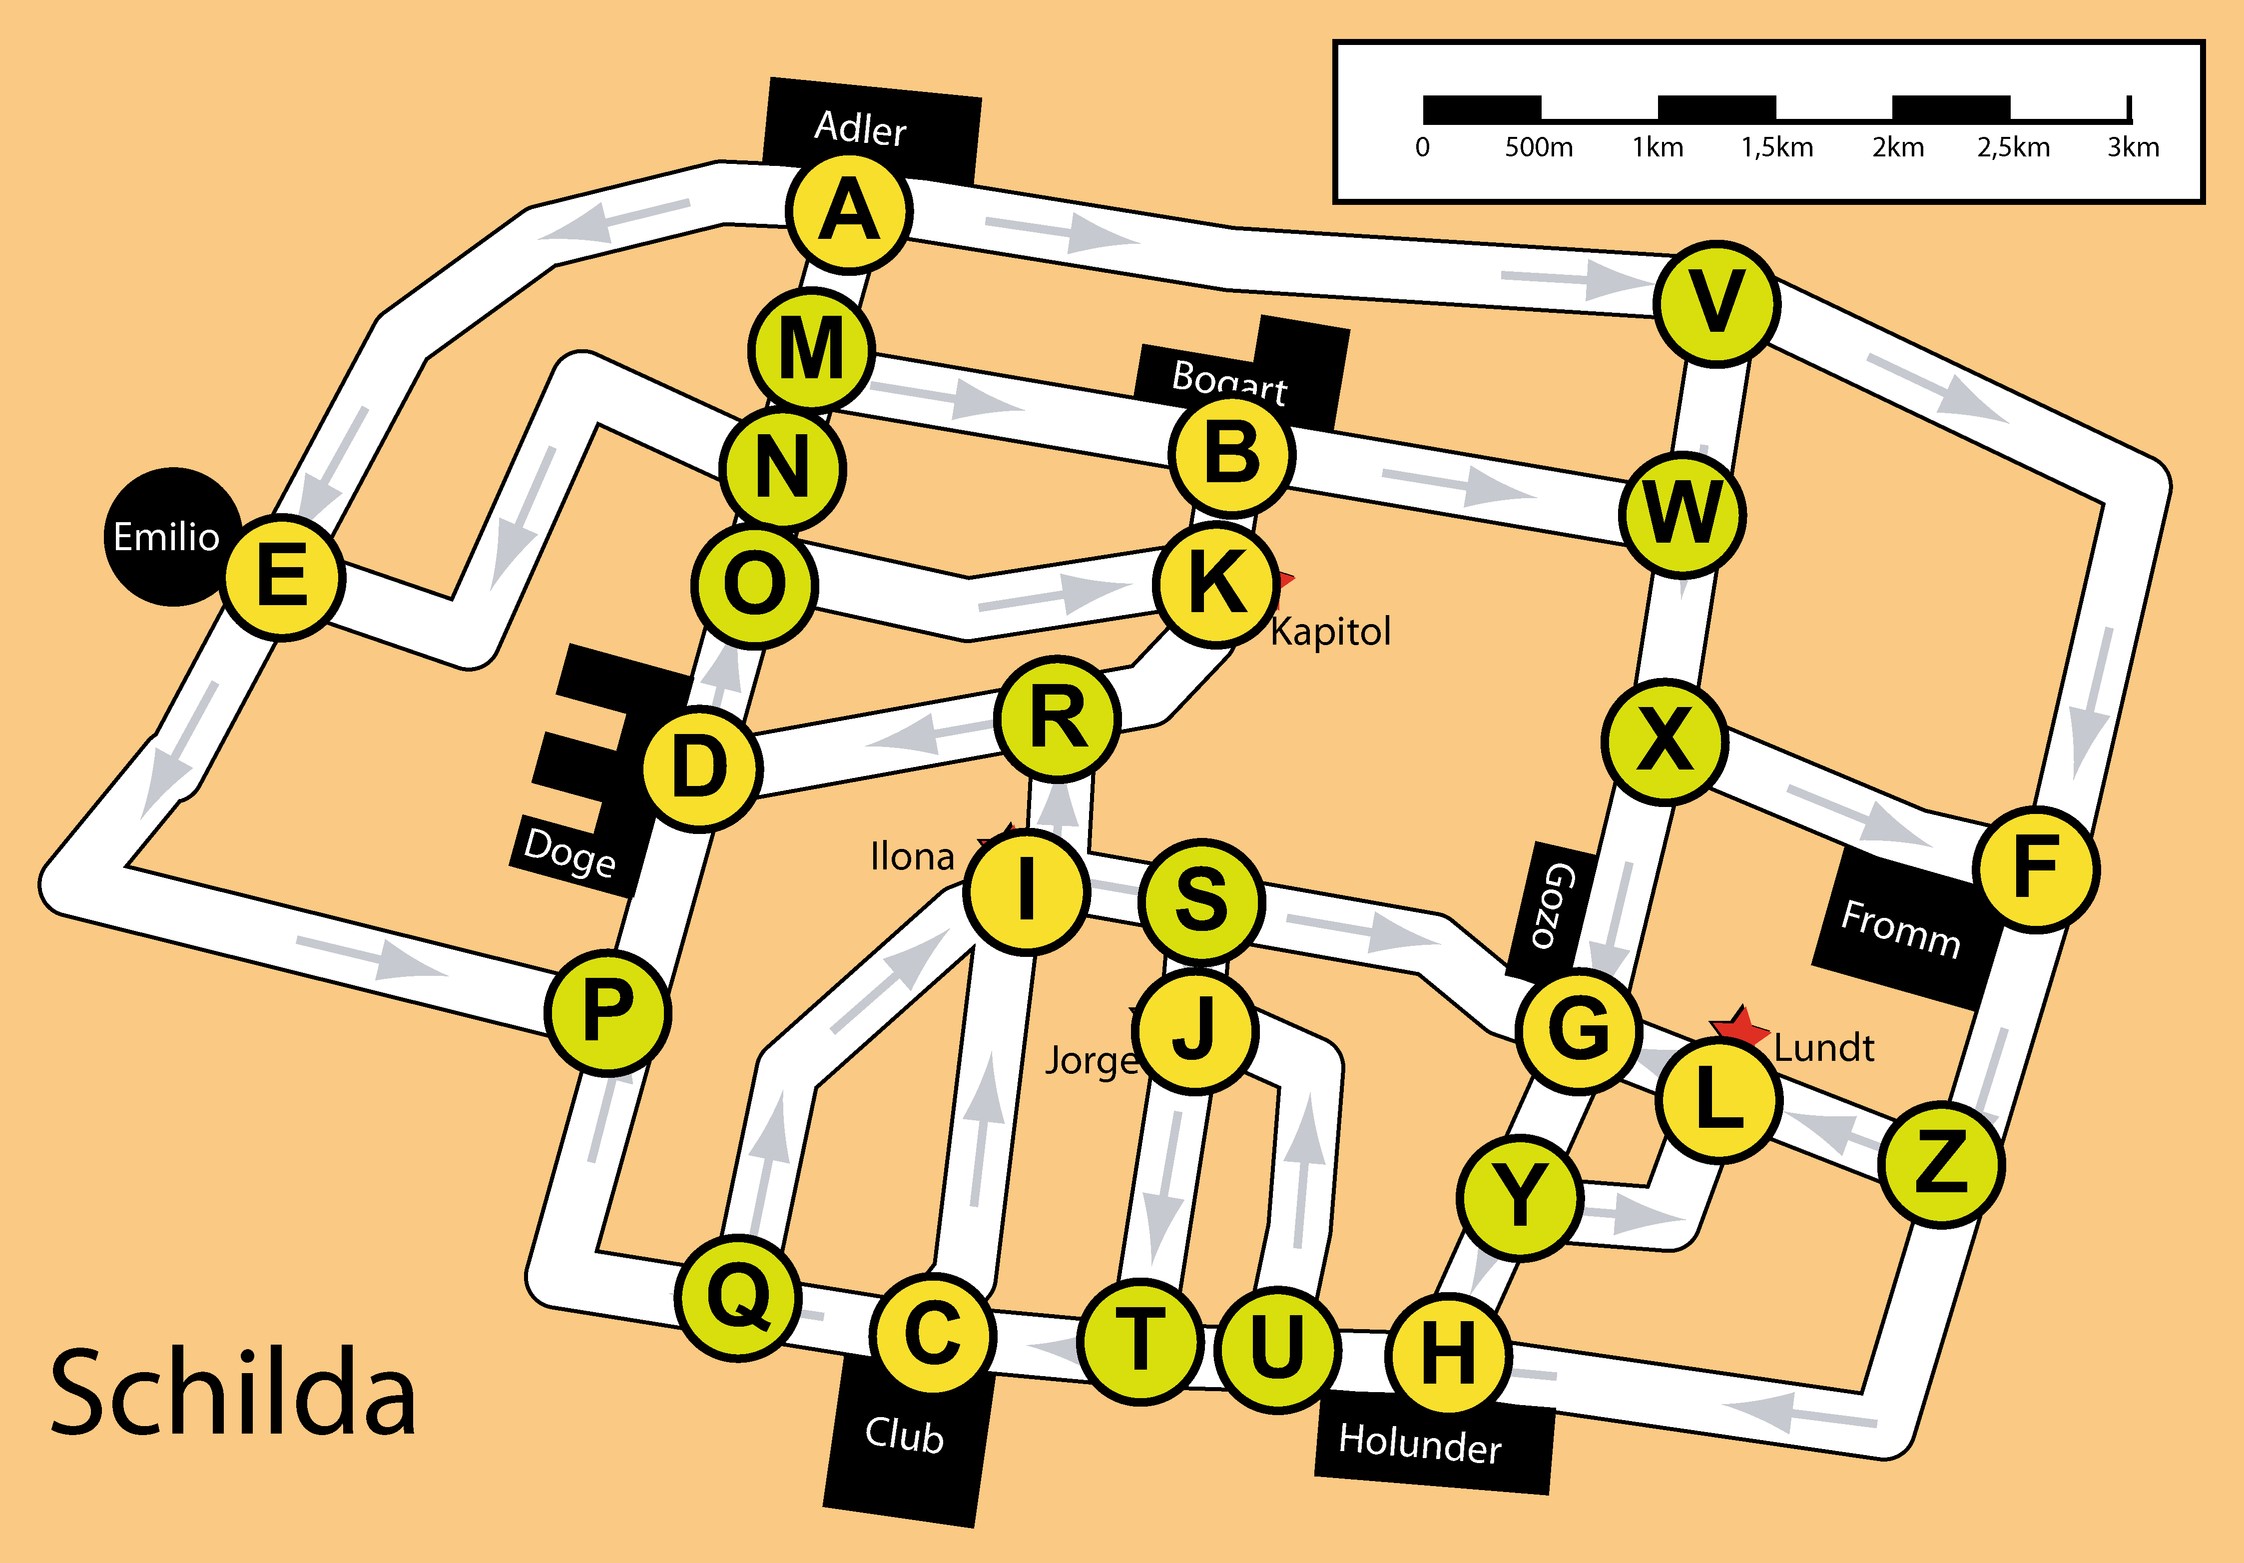 Adler
0 500m 1km 1,5km 2km 2,5km 3km
A
V
M
Bogart
B
N
W
Emilio
E
O
K
Kapitol
R
X
D
Doge
Ilona
I
S
Gozo
F
Fromm
P
J
G
Jorge
Lundt
L
Z
Y
Q
C
T
U
H
Club
Holunder
Schilda